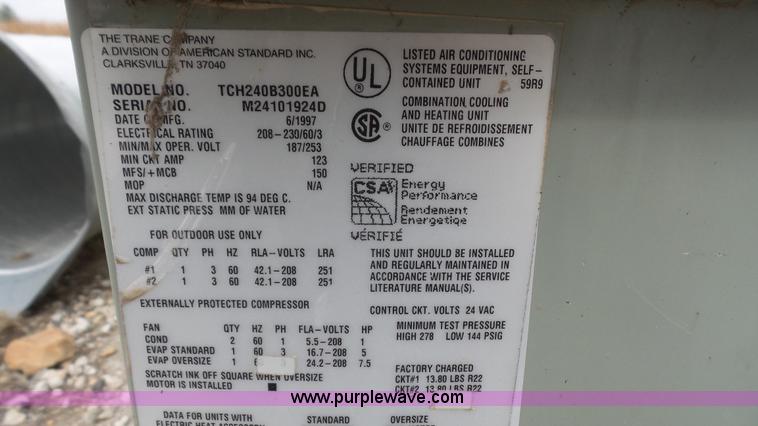 THE TRANE COMPANY
A DIVISION OF AMERICAN STANDARD INC.
CLARKSVILLE, TN 37040
MODEL NO. TCH240B300EA
SERIAL NO. M24101924D
DATE OF MFG. 6/1997
ELECTRICAL RATING 208-230/60/3
MIN/MAX OPER. VOLT 187/253
MIN CKT AMP 123
MFS/+MCB 150
MOP N/A
MAX DISCHARGE TEMP IS 94 DEG C.
EXT STATIC PRESS MM OF WATER
FOR OUTDOOR USE ONLY
COMP QTY PH HZ RLA-VOLTS LRA
#1 1 3 60 42.1-208 251
#2 1 3 60 42.1-208 251
EXTERNALLY PROTECTED COMPRESSOR
FAN QTY HZ PH FLA-VOLTS HP
COND 2 60 1 5.5-208 1
EVAP STANDARD 1 60 3 16.7-208 5
EVAP OVERSIZE 1 24.2-208 7.5
SCRATCH INK OFF SQUARE WHEN OVERSIZE
MOTOR IS INSTALLED
DATA FOR UNITS WITH STANDARD OVERSIZE
UL
®
LISTED AIR CONDITIONING
SYSTEMS EQUIPMENT, SELF-
CONTAINED UNIT 59R9
SA
®
COMBINATION COOLING
AND HEATING UNIT
UNITE DE REFROIDISSEMENT
CHAUFFAGE COMBINES
VERIFIED
CSA
Energy
Performance
Rendement
Energetique
VÉRIFIÉ
THIS UNIT SHOULD BE INSTALLED
AND REGULARLY MAINTAINED IN
ACCORDANCE WITH THE SERVICE
LITERATURE MANUAL(S).
CONTROL CKT. VOLTS 24 VAC
MINIMUM TEST PRESSURE
HIGH 278 LOW 144 PSIG
FACTORY CHARGED
CKT#1 13.80 LBS R22
CKT#2 13.80 LBS R22
www.purplewave.com